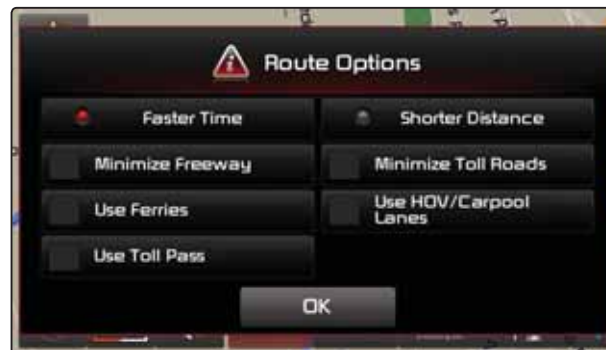 Route Options
Faster Time
Shorter Distance
Minimize Freeway
Minimize Toll Roads
Use Ferries
Use HOV/Carpool
Lanes
Use Toll Pass
OK